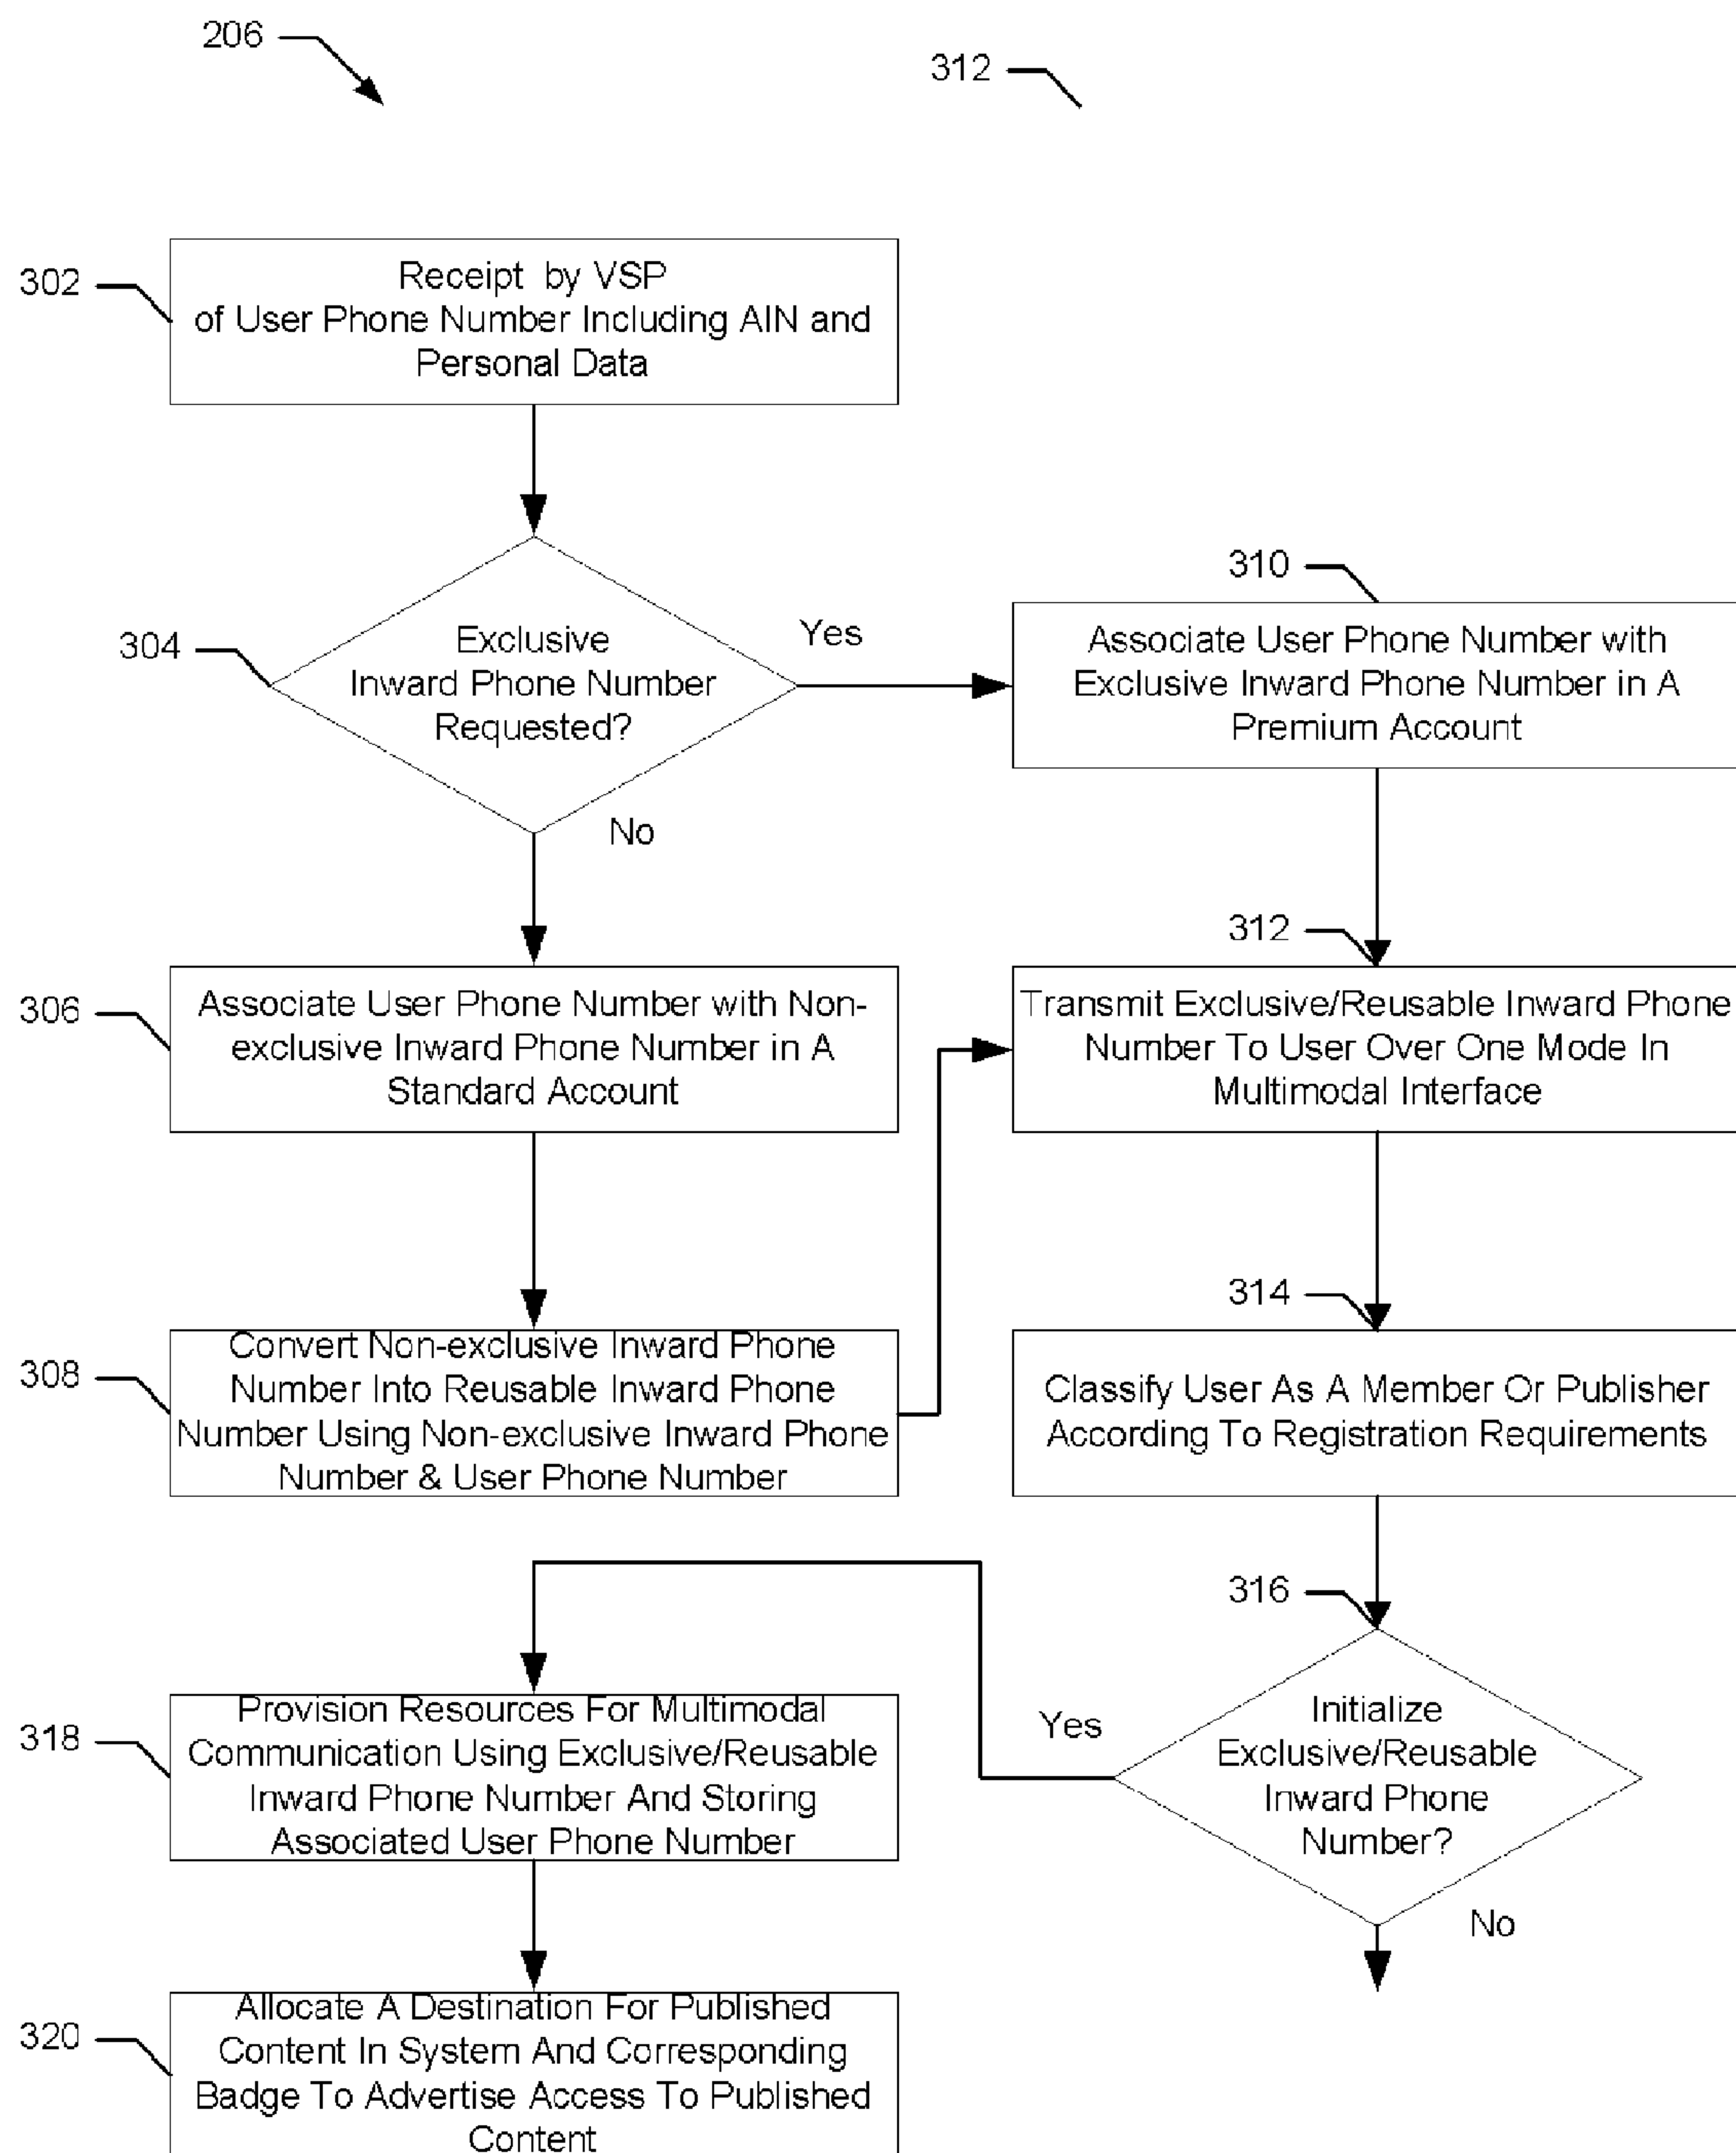 206
312
302
Receipt by VSP
of User Phone Number Including AIN and
Personal Data
304
Exclusive
Inward Phone Number
Requested?
Yes
No
310
Associate User Phone Number with
Exclusive Inward Phone Number in A
Premium Account
306
Associate User Phone Number with Non-
exclusive Inward Phone Number in A
Standard Account
312
Transmit Exclusive/Reusable Inward Phone
Number To User Over One Mode In
Multimodal Interface
308
Convert Non-exclusive Inward Phone
Number Into Reusable Inward Phone
Number Using Non-exclusive Inward Phone
Number & User Phone Number
314
Classify User As A Member Or Publisher
According To Registration Requirements
316
Initialize
Exclusive/Reusable
Inward Phone
Number?
Yes
No
318
Provision Resources For Multimodal
Communication Using Exclusive/Reusable
Inward Phone Number And Storing
Associated User Phone Number
320
Allocate A Destination For Published
Content In System And Corresponding
Badge To Advertise Access To Published
Content